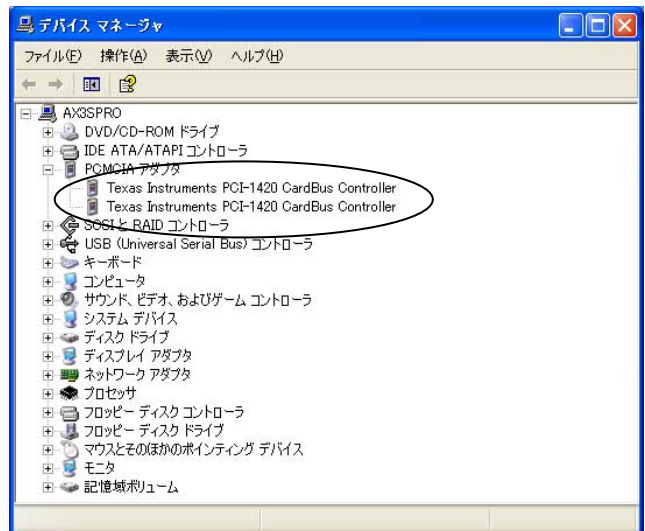 デバイス マネージャ
ファイル(F) 操作(A) 表示(V) ヘルプ(H)
AX3SPRO
DVD/CD-ROM ドライブ
IDE ATA/ATAPI コントローラ
PCMCIA アダプタ
Texas Instruments PCI-1420 CardBus Controller
Texas Instruments PCI-1420 CardBus Controller
SCSI と RAID コントローラ
USB (Universal Serial Bus) コントローラ
キーボード
コンピュータ
サウンド、ビデオ、およびゲーム コントローラ
システム デバイス
ディスク ドライブ
ディスプレイ アダプタ
ネットワーク アダプタ
プロセッサ
フロッピー ディスク コントローラ
フロッピー ディスク ドライブ
マウスとそのほかのポインティング デバイス
モニタ
記憶域ボリューム